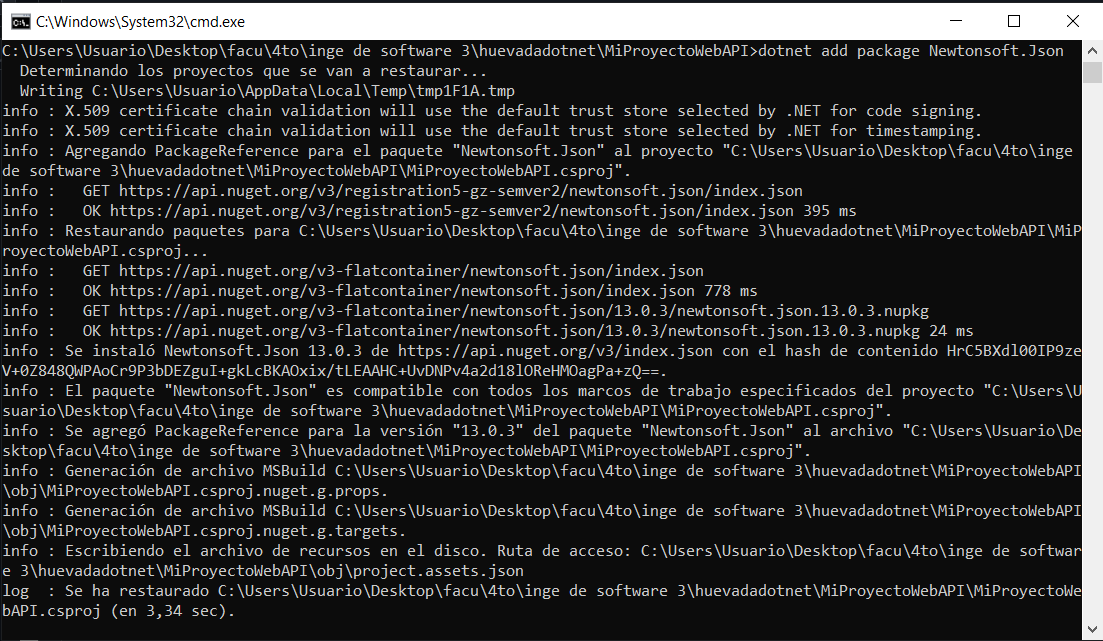 C:\Windows\System32\cmd.exe
C:\Users\Usuario\Desktop\facu\4to\inge de software 3\huevadadotnet\MiProyectoWebAPI>dotnet add package Newtonsoft.Json
Determinando los proyectos que se van a restaurar...
Writing C:\Users\Usuario\AppData\Local\Temp\tmp1F1A.tmp
info : X.509 certificate chain validation will use the default trust store selected by .NET for code signing.
info : X.509 certificate chain validation will use the default trust store selected by .NET for timestamping.
info : Agregando PackageReference para el paquete "Newtonsoft.Json" al proyecto "C:\Users\Usuario\Desktop\facu\4to\inge
de software 3\huevadadotnet\MiProyectoWebAPI\MiProyectoWebAPI.csproj".
info :   GET https://api.nuget.org/v3/registration5-gz-semver2/newtonsoft.json/index.json
info :   OK https://api.nuget.org/v3/registration5-gz-semver2/newtonsoft.json/index.json 395 ms
info : Restaurando paquetes para C:\Users\Usuario\Desktop\facu\4to\inge de software 3\huevadadotnet\MiProyectoWebAPI\MiP
royectoWebAPI.csproj...
info :   GET https://api.nuget.org/v3-flatcontainer/newtonsoft.json/index.json
info :   OK https://api.nuget.org/v3-flatcontainer/newtonsoft.json/index.json 778 ms
info :   GET https://api.nuget.org/v3-flatcontainer/newtonsoft.json/13.0.3/newtonsoft.json.13.0.3.nupkg
info :   OK https://api.nuget.org/v3-flatcontainer/newtonsoft.json/13.0.3/newtonsoft.json.13.0.3.nupkg 24 ms
info : Se instaló Newtonsoft.Json 13.0.3 de https://api.nuget.org/v3/index.json con el hash de contenido HrC5BXdl00IP9ze
V+0Z848QWPAoCr9P3bDEZguI+gkLcBKAOxix/tLEAAHC+UvDNPv4a2d18lOReHMOagPa+zQ==.
info : El paquete "Newtonsoft.Json" es compatible con todos los marcos de trabajo especificados del proyecto "C:\Users\U
suario\Desktop\facu\4to\inge de software 3\huevadadotnet\MiProyectoWebAPI\MiProyectoWebAPI.csproj".
info : Se agregó PackageReference para la versión "13.0.3" del paquete "Newtonsoft.Json" al archivo "C:\Users\Usuario\De
sktop\facu\4to\inge de software 3\huevadadotnet\MiProyectoWebAPI\MiProyectoWebAPI.csproj".
info : Generación de archivo MSBuild C:\Users\Usuario\Desktop\facu\4to\inge de software 3\huevadadotnet\MiProyectoWebAPI
\obj\MiProyectoWebAPI.csproj.nuget.g.props.
info : Generación de archivo MSBuild C:\Users\Usuario\Desktop\facu\4to\inge de software 3\huevadadotnet\MiProyectoWebAPI
\obj\MiProyectoWebAPI.csproj.nuget.g.targets.
info : Escribiendo el archivo de recursos en el disco. Ruta de acceso: C:\Users\Usuario\Desktop\facu\4to\inge de softwar
e 3\huevadadotnet\MiProyectoWebAPI\obj\project.assets.json
log  : Se ha restaurado C:\Users\Usuario\Desktop\facu\4to\inge de software 3\huevadadotnet\MiProyectoWebAPI\MiProyectoWe
bAPI.csproj (en 3,34 sec).